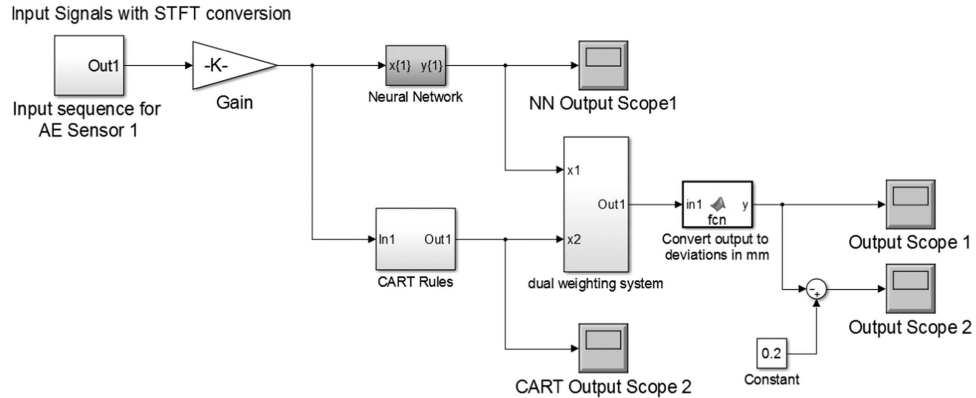 Input Signals with STFT conversion
Out1
Input sequence for
AE Sensor 1
-K-
Gain
x{1} y{1}
Neural Network
NN Output Scope1
In1 Out1
CART Rules
x1
x2
Out1
dual weighting system
CART Output Scope 2
in1 y
fcn
Convert output to
deviations in mm
Output Scope 1
-
+
Output Scope 2
0.2
Constant